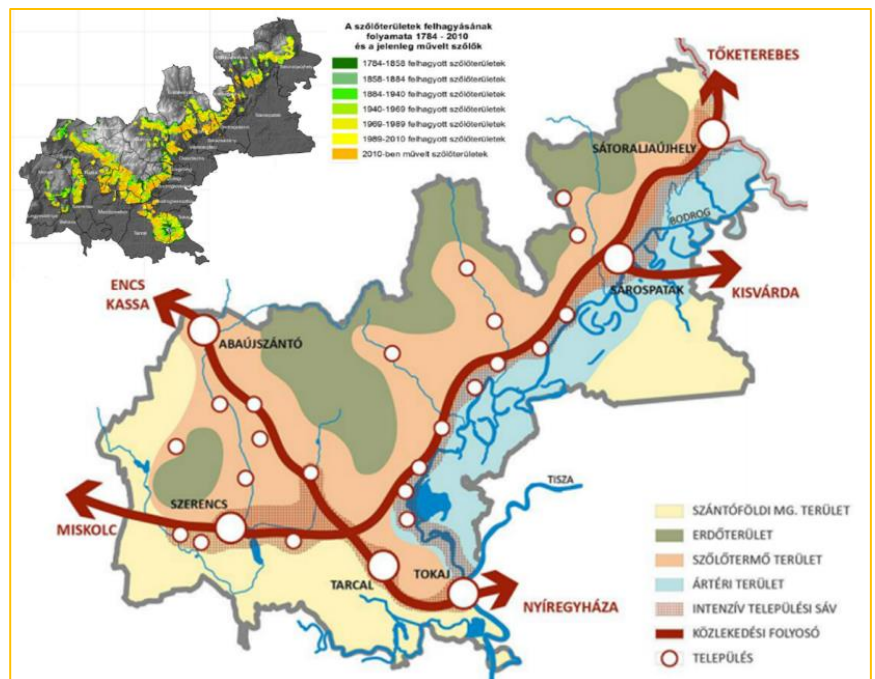 A szőlőterületek felhagyásának
folyamata 1784 - 2010
és a jelenleg művelt szőlők
1784-1858 felhagyott szőlőterületek
1858-1884 felhagyott szőlőterületek
1884-1940 felhagyott szőlőterületek
1940-1969 felhagyott szőlőterületek
1969-1989 felhagyott szőlőterületek
1989-2010 felhagyott szőlőterületek
2010-ben művelt szőlőterületek
TŐKETEREBES
SÁTORALJAÚJHELY
BODROG
SÁROSPATAK
KISVÁRDA
ENCS
KASSA
ABAÚJSZÁNTÓ
SZERENCS
MISKOLC
TISZA
TARCAL
TOKAJ
NYÍREGYHÁZA
SZÁNTÓFÖLDI MG. TERÜLET
ERDŐTERÜLET
SZŐLŐTERMŐ TERÜLET
ÁRTÉRI TERÜLET
INTENZÍV TELEPÜLÉSI SÁV
KÖZLEKEDÉSI FOLYOSÓ
TELEPÜLÉS